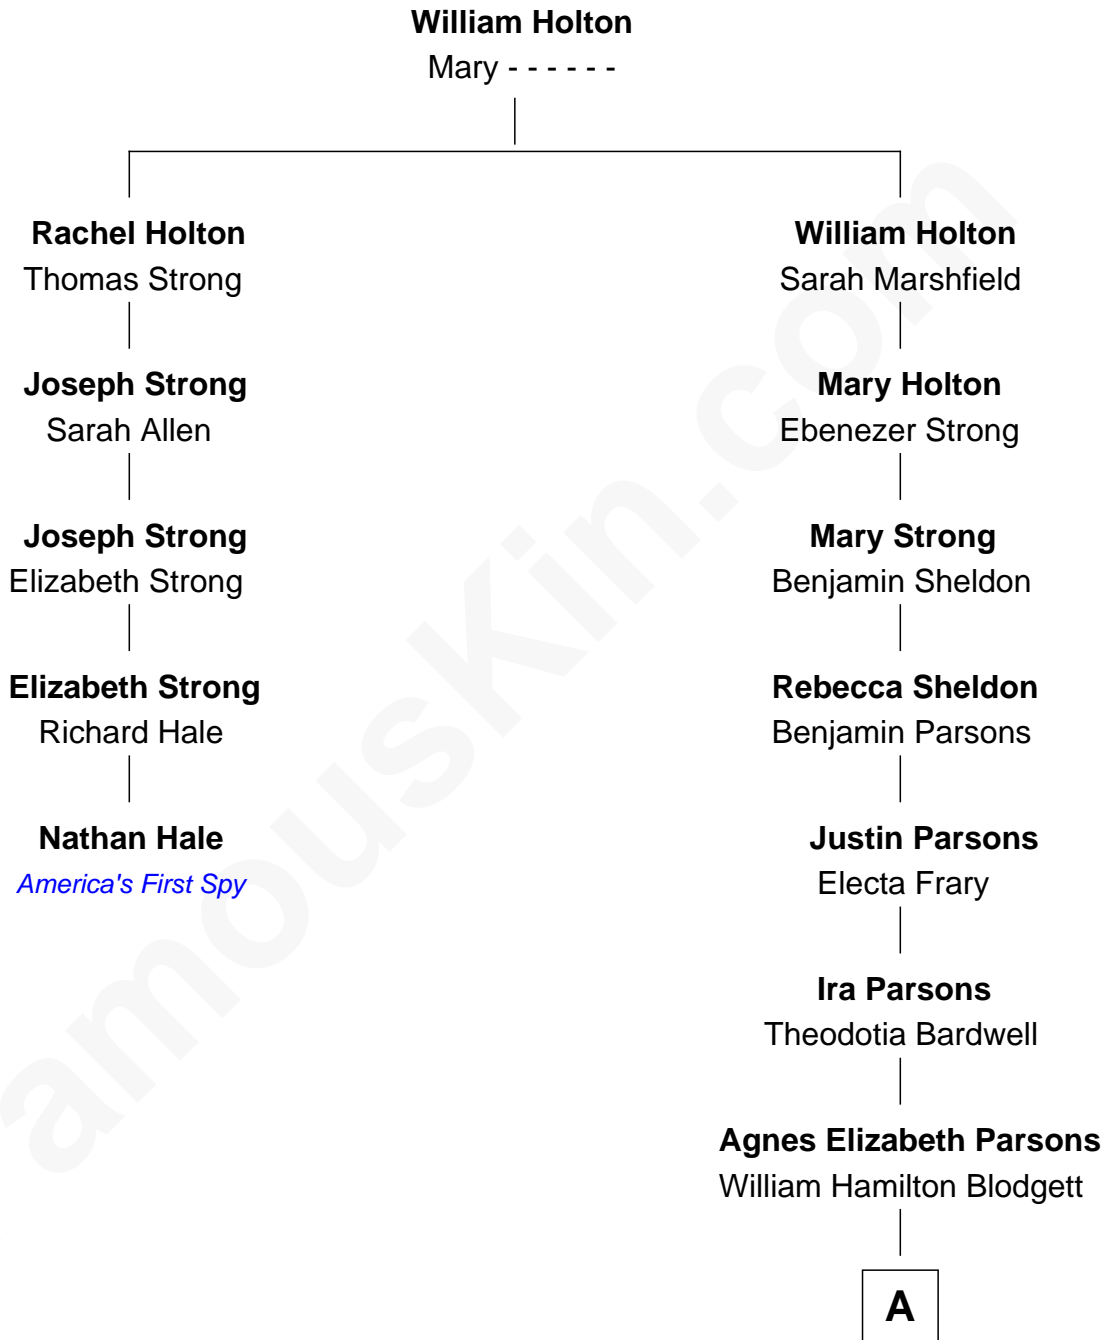 William Holton
Mary - - - - - -
Rachel Holton
Thomas Strong
William Holton
Sarah Marshfield
Joseph Strong
Sarah Allen
Mary Holton
Ebenezer Strong
Joseph Strong
Elizabeth Strong
Mary Strong
Benjamin Sheldon
Elizabeth Strong
Richard Hale
Rebecca Sheldon
Benjamin Parsons
Nathan Hale
America's First Spy
Justin Parsons
Electa Frary
Ira Parsons
Theodotia Bardwell
Agnes Elizabeth Parsons
William Hamilton Blodgett
A
amousKin.com